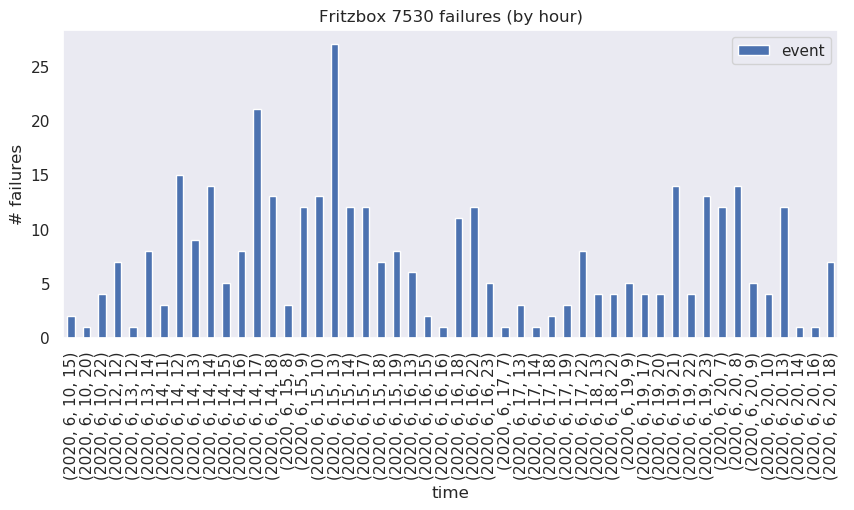 Fritzbox 7530 failures (by hour)
event
# failures
25
20
15
10
5
0
(2020, 6, 10, 15)
(2020, 6, 10, 20)
(2020, 6, 10, 22)
(2020, 6, 12, 12)
(2020, 6, 13, 12)
(2020, 6, 13, 14)
(2020, 6, 14, 11)
(2020, 6, 14, 12)
(2020, 6, 14, 13)
(2020, 6, 14, 14)
(2020, 6, 14, 15)
(2020, 6, 14, 16)
(2020, 6, 14, 17)
(2020, 6, 14, 18)
(2020, 6, 15, 8)
(2020, 6, 15, 9)
(2020, 6, 15, 10)
(2020, 6, 15, 13)
(2020, 6, 15, 14)
(2020, 6, 15, 17)
(2020, 6, 15, 18)
(2020, 6, 15, 19)
(2020, 6, 16, 13)
(2020, 6, 16, 15)
(2020, 6, 16, 16)
(2020, 6, 16, 18)
(2020, 6, 16, 22)
(2020, 6, 16, 23)
(2020, 6, 17, 7)
(2020, 6, 17, 13)
(2020, 6, 17, 14)
(2020, 6, 17, 18)
(2020, 6, 17, 19)
(2020, 6, 17, 22)
(2020, 6, 18, 13)
(2020, 6, 18, 22)
(2020, 6, 19, 9)
(2020, 6, 19, 17)
(2020, 6, 19, 20)
(2020, 6, 19, 21)
(2020, 6, 19, 22)
(2020, 6, 19, 23)
(2020, 6, 20, 7)
(2020, 6, 20, 8)
(2020, 6, 20, 9)
(2020, 6, 20, 10)
(2020, 6, 20, 13)
(2020, 6, 20, 14)
(2020, 6, 20, 16)
(2020, 6, 20, 18)
time